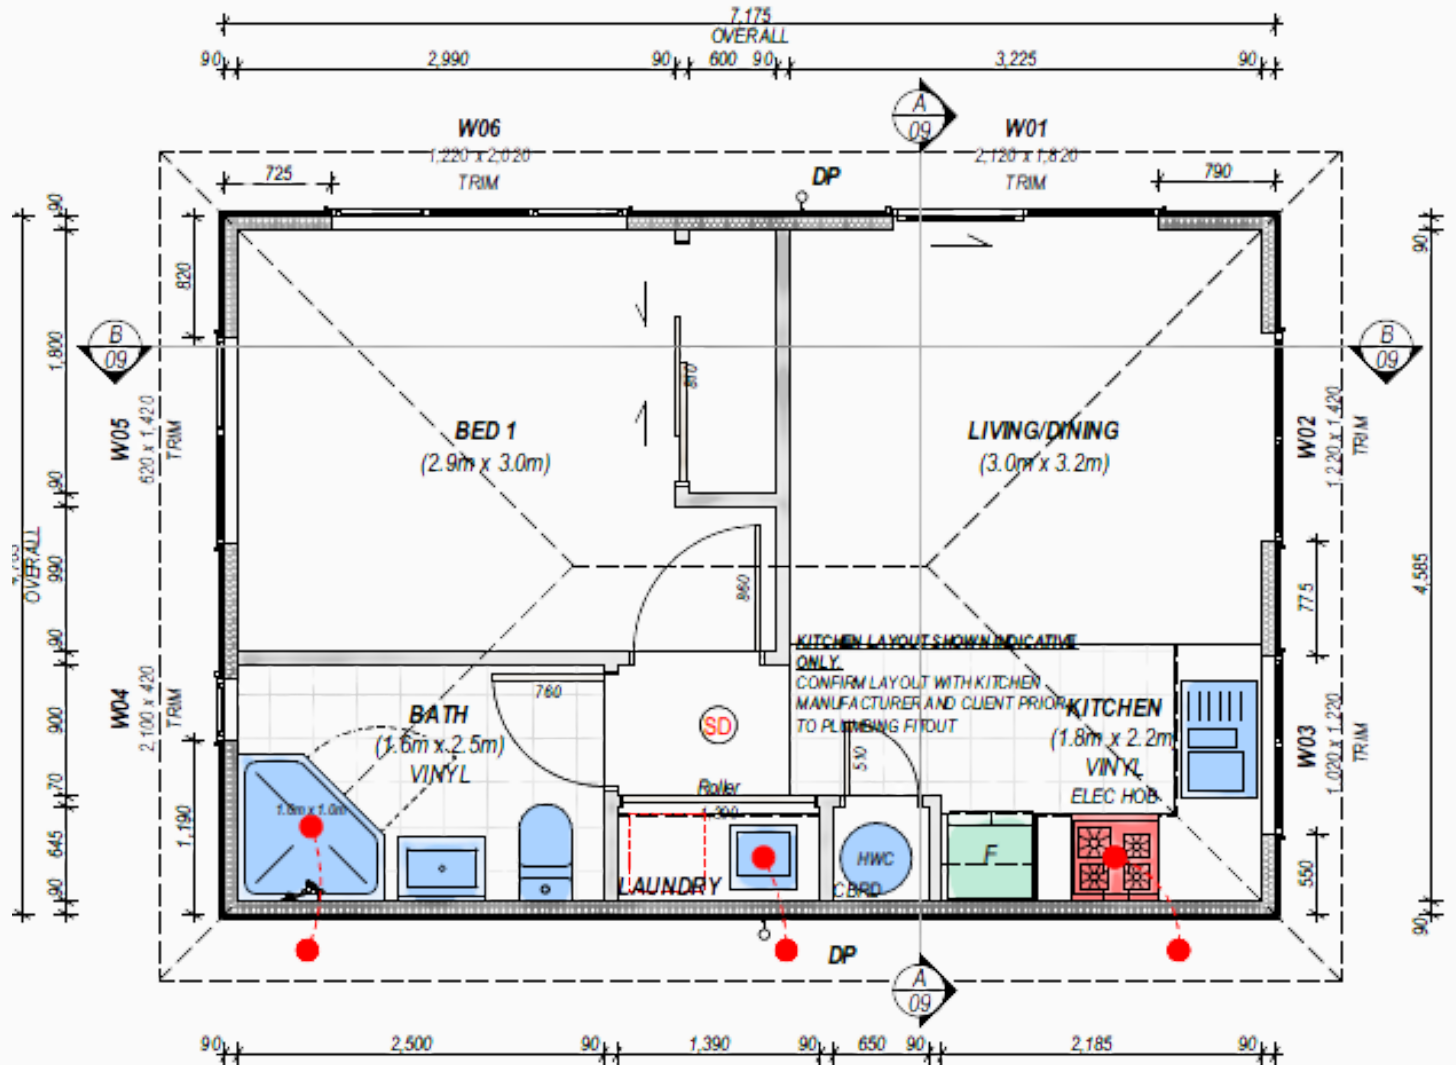 7,175
OVERALL
90 2,990 90 600 90 3,225 90
A
09
W06
1,220 x 2,020
TRIM
W01
2,120 x 1,820
TRIM
725
DP
790
90
90
820
90
B
09
B
09
1,800
810
W05
620 x 1,420
TRIM
BED 1
(2.9m x 3.0m)
LIVING/DINING
(3.0m x 3.2m)
W02
1,220 x 1,420
TRIM
90
OVERALL
990
860
775
4,585
90
KITCHEN LAYOUT SHOWN INDICATIVE
ONLY.
CONFIRM LAYOUT WITH KITCHEN
MANUFACTURER AND CLIENT PRIOR
TO PLUMBING FITOUT
W04
2,100 x 420
TRIM
900
760
BATH
(1.6m x 2.5m)
VINYL
SD
510
KITCHEN
(1.8m x 2.2m
VINYL
ELEC HOB
W03
1,020 x 1,220
TRIM
70
Roller
1,390
1,190
645
1.0m x 1.0m
HWC
F
550
LAUNDRY
CBRD
90
90
DP
A
09
90 2,500 90 1,390 90 650 90 2,185 90